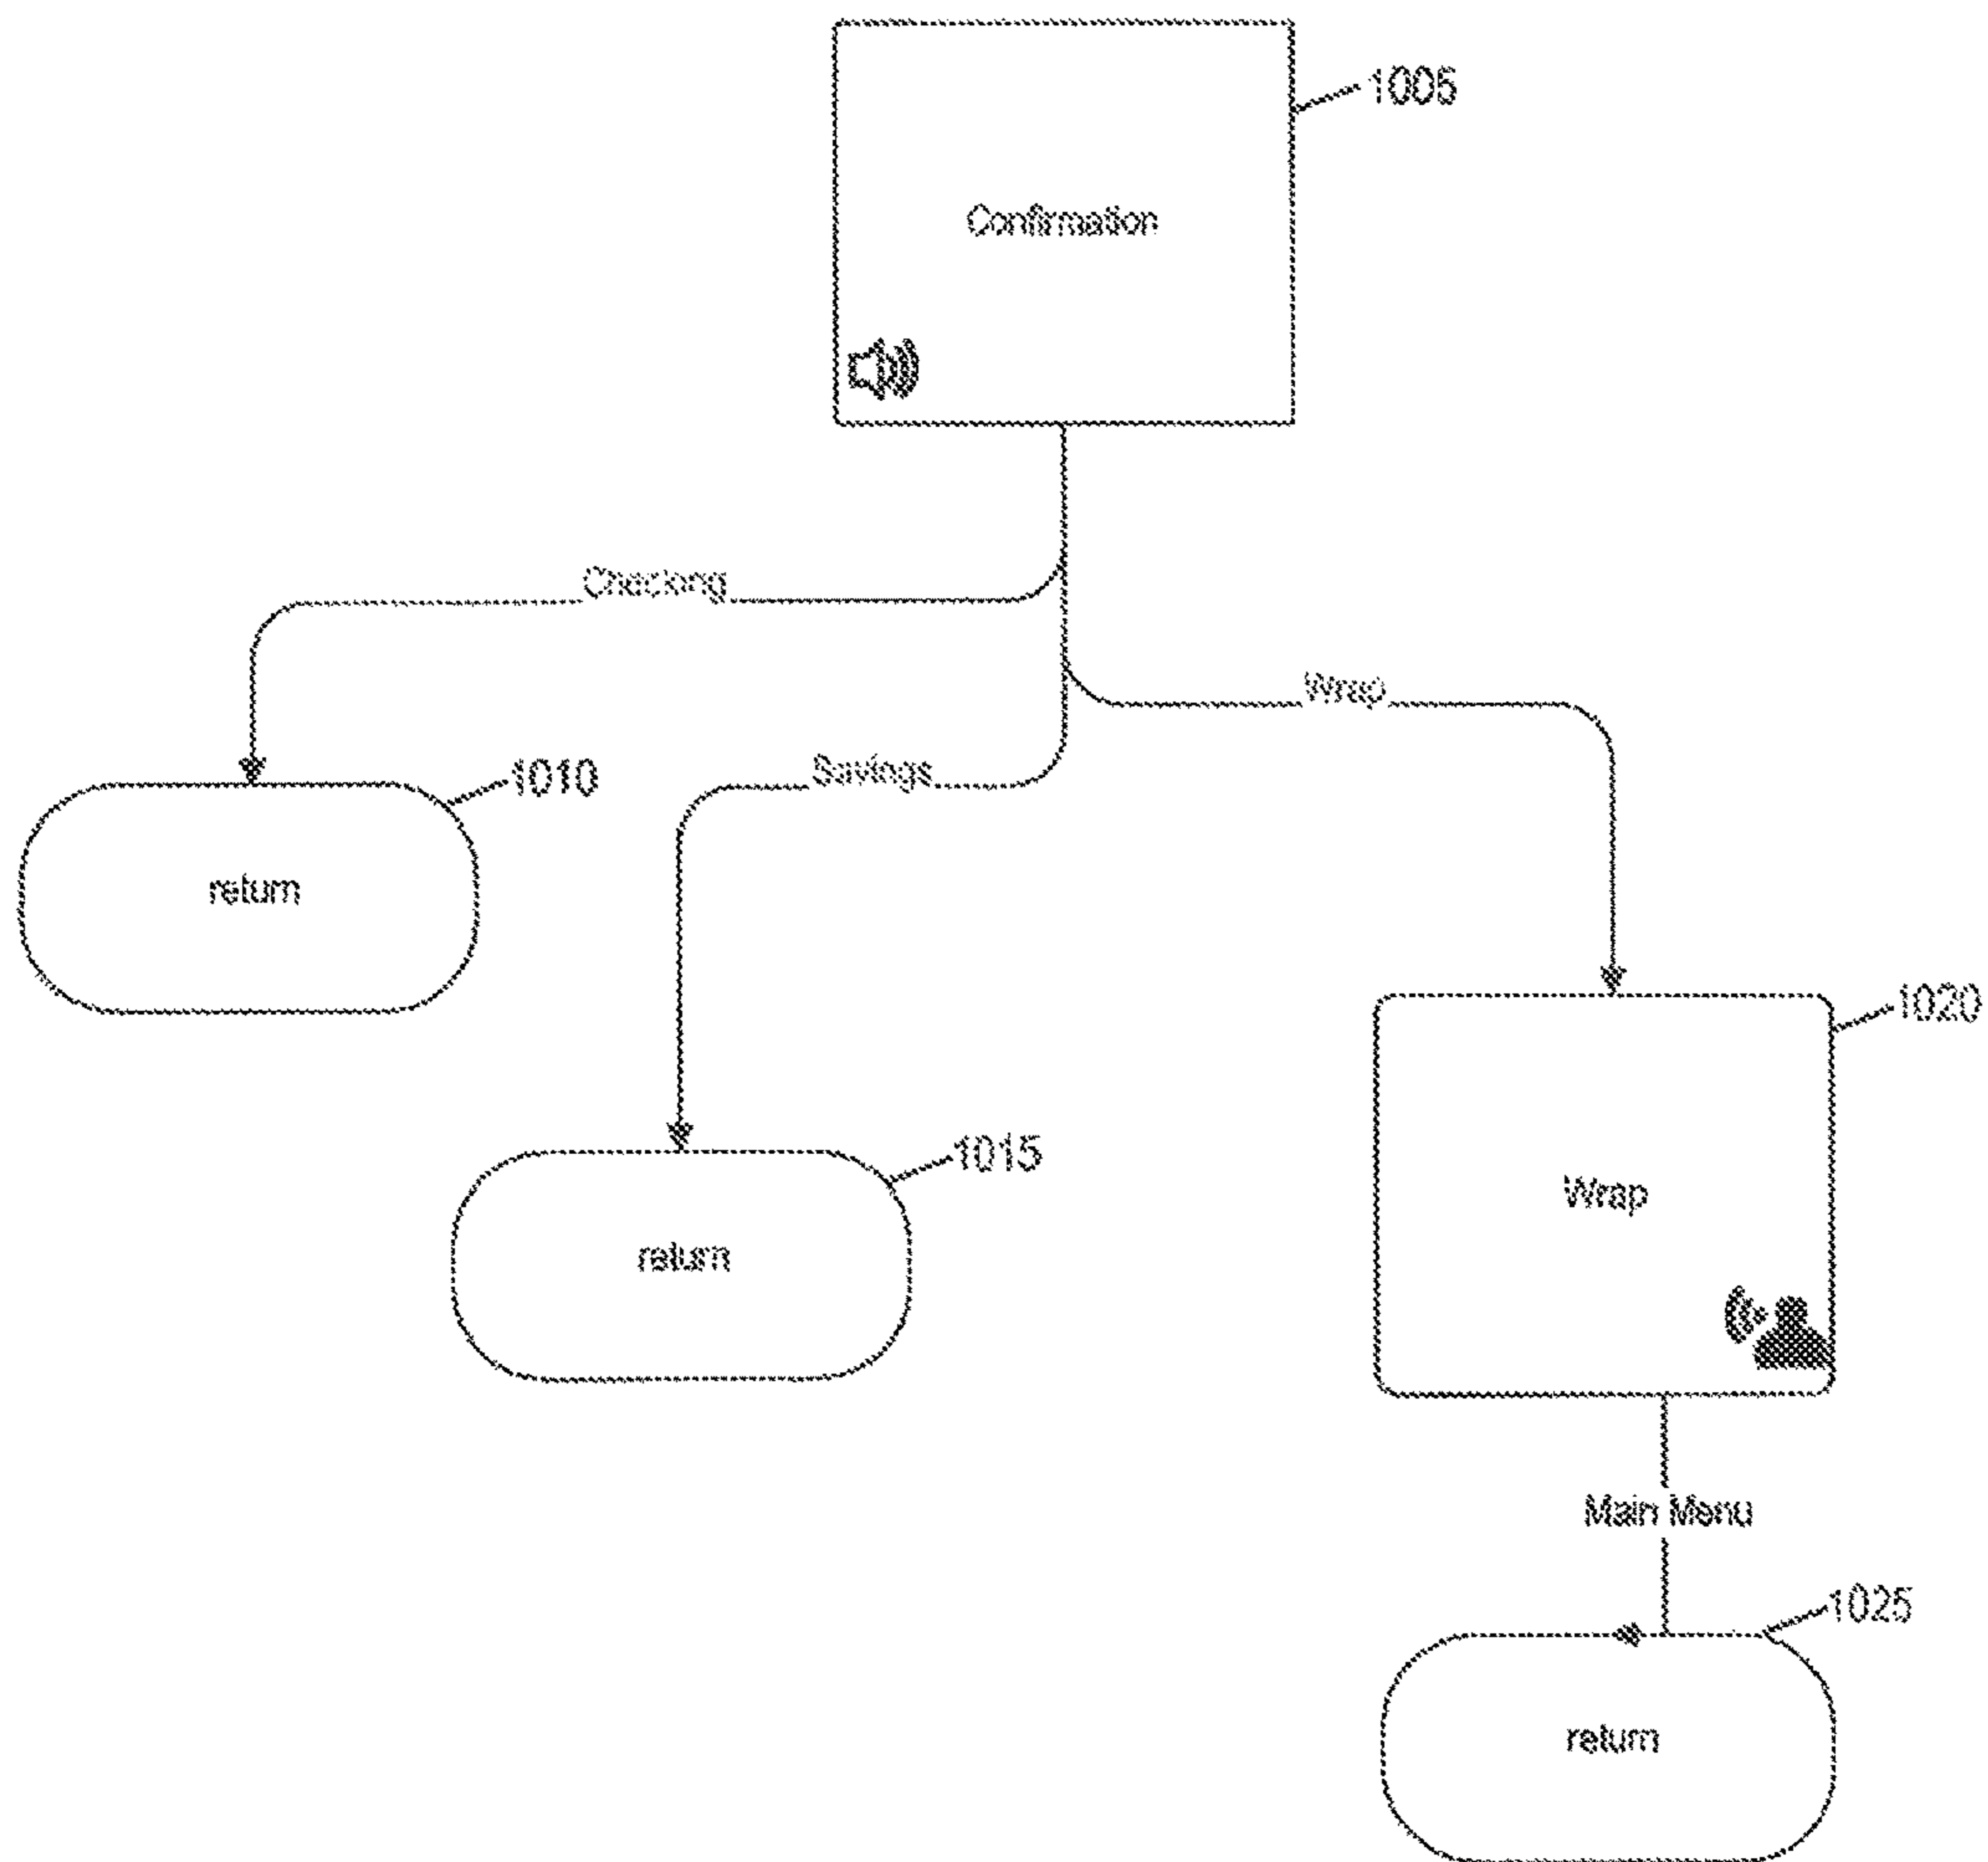 1005
Confirmation
Checking
Wrap
Savings
1010
return
1020
1015
Wrap
return
Main Menu
1025
return